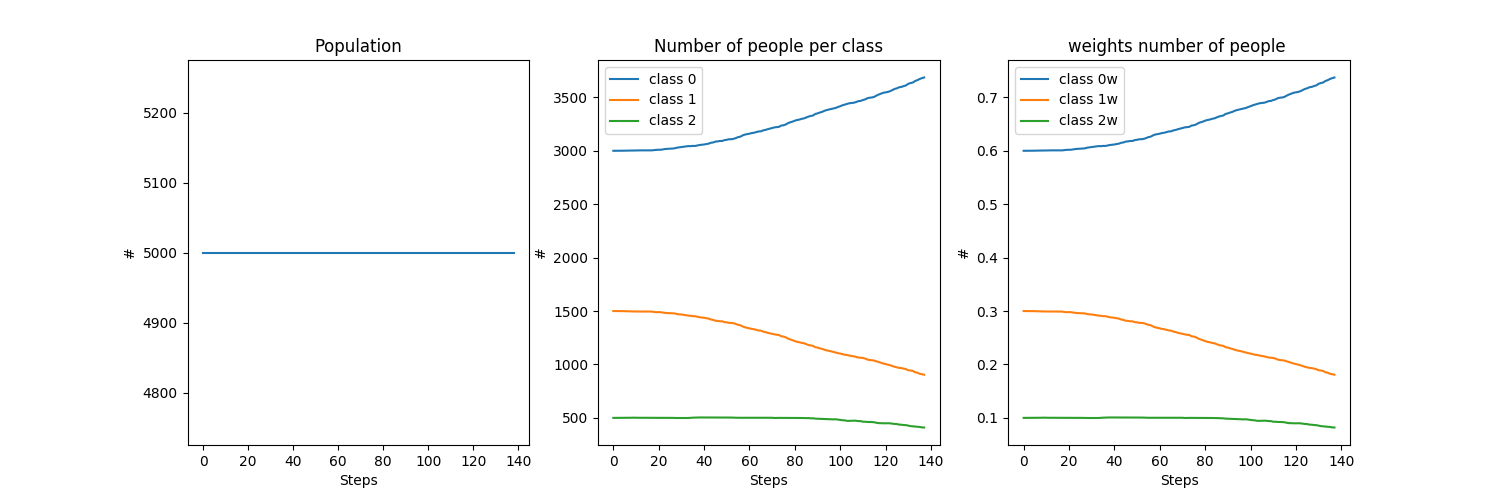 Population
5200
5100
5000
4900
4800
#
0 20 40 60 80 100 120 140
Steps
Number of people per class
class 0
class 1
class 2
3500
3000
2500
2000
1500
1000
500
#
0 20 40 60 80 100 120 140
Steps
weights number of people
class 0w
class 1w
class 2w
0.7
0.6
0.5
0.4
0.3
0.2
0.1
#
0 20 40 60 80 100 120 140
Steps